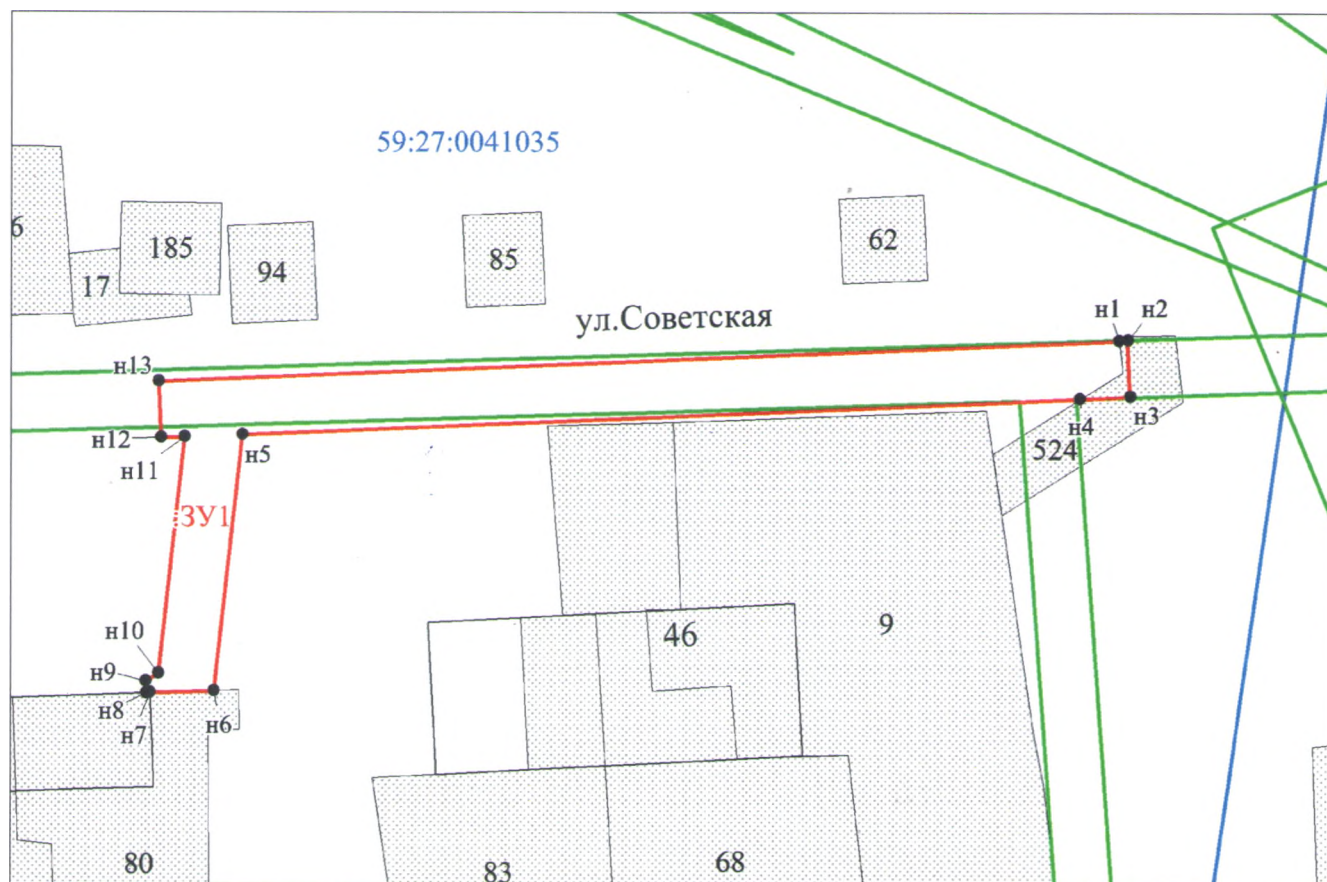 59:27:0041035
6
185
17
94
85
62
ул.Советская
н1
н2
н13
н12
н11
н5
н4
н3
524
:ЗУ1
46
9
н10
н9
н8
н7
н6
80
83
68